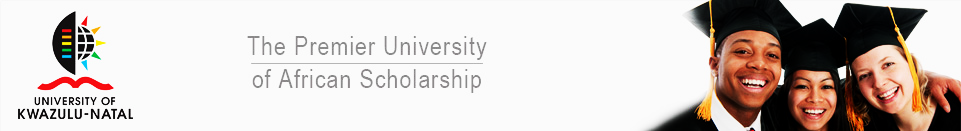 UNIVERSITY OF
KWAZULU-NATAL
The Premier University
of African Scholarship